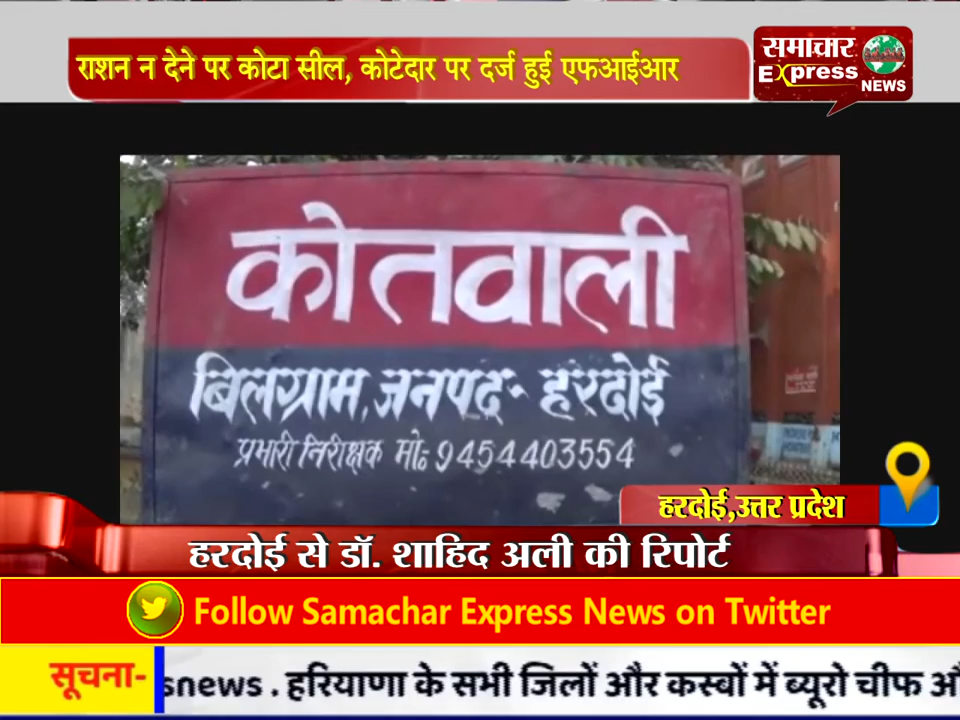 राशन न देने पर कोटा सील, कोटेदार पर दर्ज हुई एफआईआर
समाचार
Express
NEWS
कोतवाली
बिलग्राम, जनपद- हरदोई
प्रभारी निरीक्षक मो० 9454403554
हरदोई,उत्तर प्रदेश
हरदोई से डॉ. शाहिद अली की रिपोर्ट
Follow Samachar Express News on Twitter
सूचना- snews . हरियाणा के सभी जिलों और कस्बों में ब्यूरो चीफ